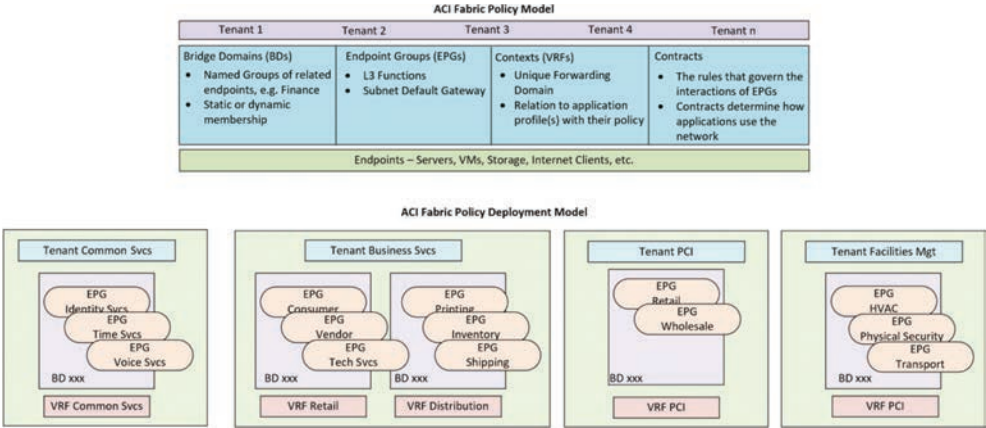 ACI Fabric Policy Model
Tenant 1 Tenant 2 Tenant 3 Tenant 4 Tenant n
Bridge Domains (BDs)
• Named Groups of related
endpoints, e.g. Finance
• Static or dynamic
membership
Endpoint Groups (EPGs)
• L3 Functions
• Subnet Default Gateway
Contexts (VRFs)
• Unique Forwarding
Domain
• Relation to application
profile(s) with their policy
Contracts
• The rules that govern the
interactions of EPGs
• Contracts determine how
applications use the
network
Endpoints – Servers, VMs, Storage, Internet Clients, etc.
ACI Fabric Policy Deployment Model
Tenant Common Svcs
EPG
Identity Svcs
EPG
Time Svcs
EPG
Voice Svcs
BD xxx
VRF Common Svcs
Tenant Business Svcs
EPG
Consumer
EPG
Vendor
EPG
Tech Svcs
BD xxx
VRF Retail
EPG
Printing
EPG
Inventory
EPG
Shipping
BD xxx
VRF Distribution
Tenant PCI
EPG
Retail
EPG
Wholesale
BD xxx
VRF PCI
Tenant Facilities Mgt
EPG
HVAC
EPG
Physical Security
EPG
Transport
BD xxx
VRF PCI